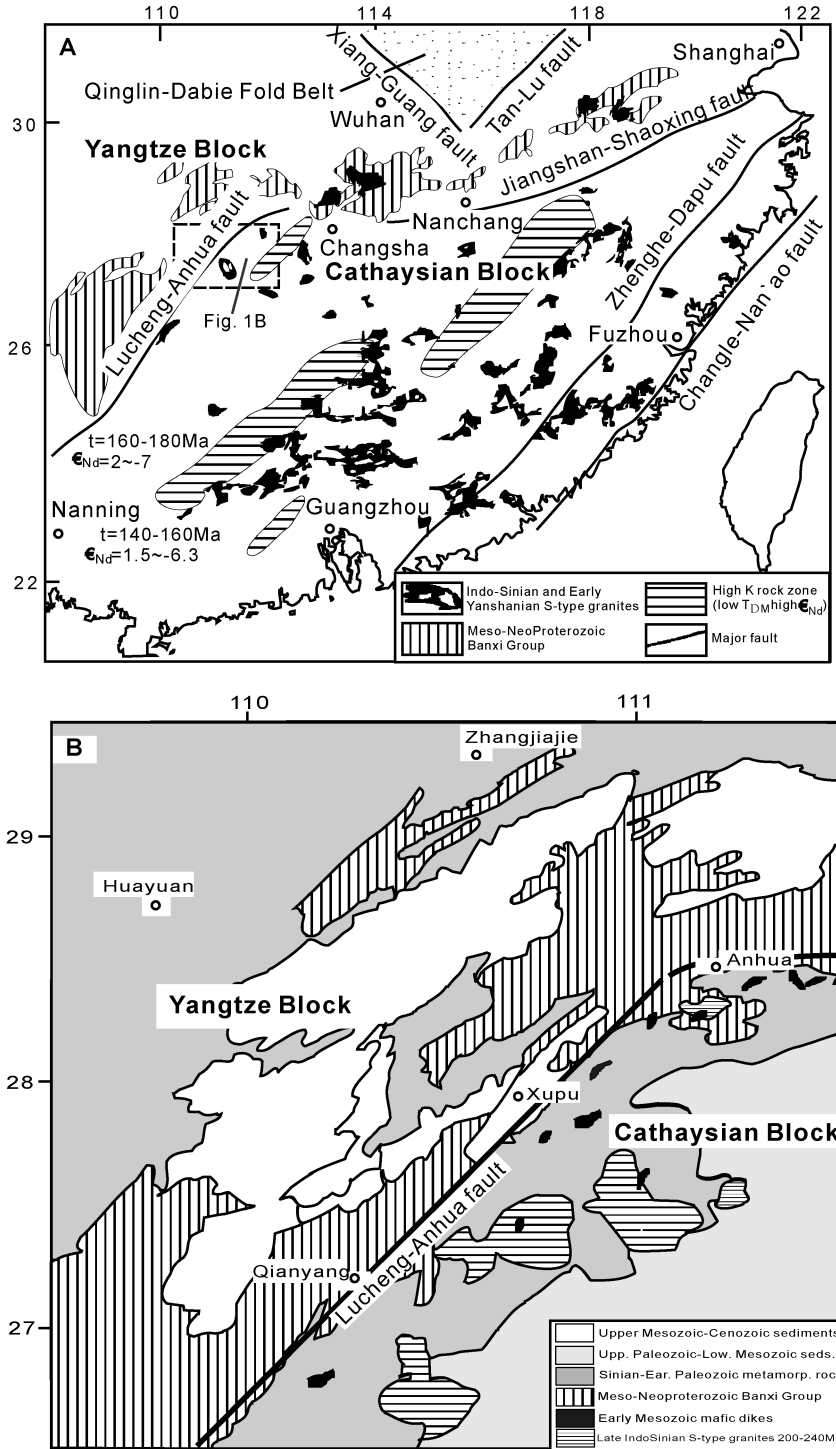 110
114
118
122
A
Xiang-Guang fault
Tan-Lu fault
Shanghai
Qinglin-Dabie Fold Belt
Wuhan
30
Jiangshan-Shaoxing fault
Yangtze Block
Zhenghe-Dapu fault
Lucheng-Anhua fault
Nanchang
Changsha
Cathaysian Block
Changle-Nan`ao fault
Fig. 1B
Fuzhou
26
t=160-180Ma
€Nd=2~-7
Nanning
Guangzhou
t=140-160Ma
€Nd=1.5~-6.3
22
Indo-Sinian and Early
Yanshanian S-type granites
High K rock zone
(low TDM high €Nd)
Meso-NeoProterozoic
Banxi Group
Major fault
110
111
B
Zhangjiajie
29
Huayuan
Anhua
Yangtze Block
28
Xupu
Cathaysian Block
Lucheng-Anhua fault
Qianyang
27
Upper Mesozoic-Cenozoic sediments
Upp. Paleozoic-Low. Mesozoic seds.
Sinian-Ear. Paleozoic metamorp. roc
Meso-Neoproterozoic Banxi Group
Early Mesozoic mafic dikes
Late IndoSinian S-type granites 200-240M